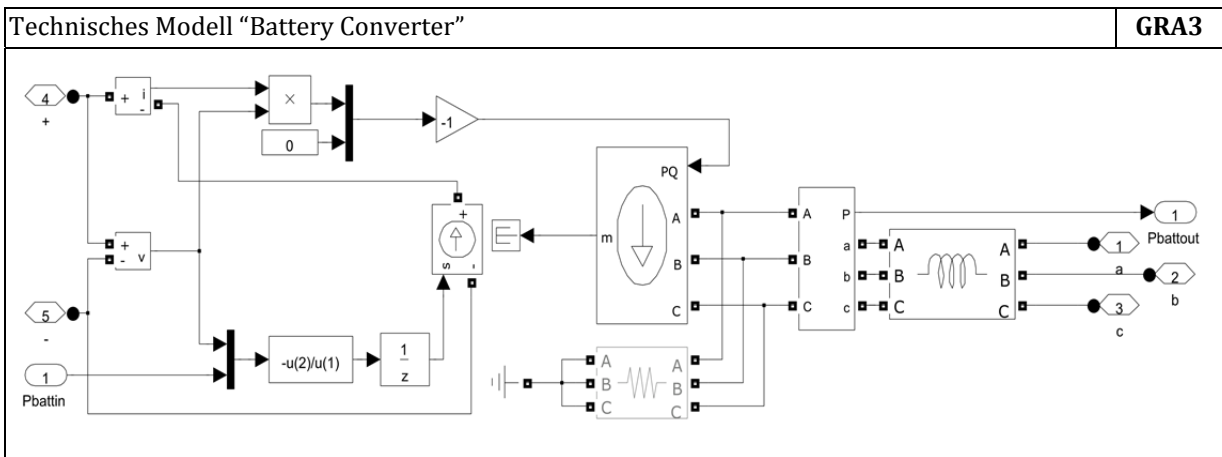 Technisches Modell “Battery Converter”
GRA3
4
+
+
i
-
×
0
-1
PQ
A
B
C
m
+
s
-
+
-
v
5
-
1
Pbattin
-u(2)/u(1)
1
z
A
B
C
A
B
C
A
B
C
P
a
b
c
A
B
C
A
B
C
1
Pbattout
1
a
2
b
3
c